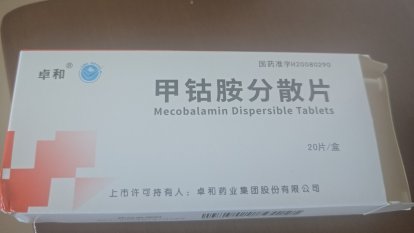 国药准字H20080290
卓和®
甲钴胺分散片
Mecobalamin Dispersible Tablets
20片/盒
上市许可持有人：卓和药业集团股份有限公司